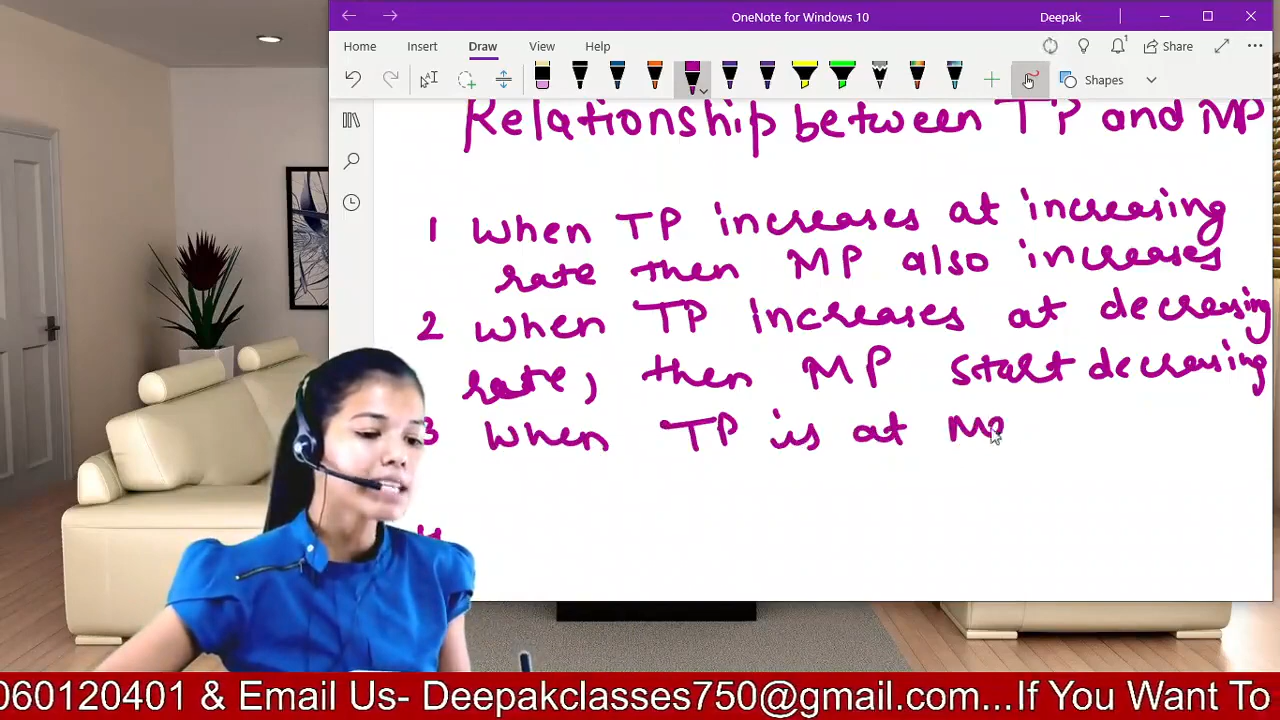 OneNote for Windows 10
Deepak
Home Insert Draw View Help
Share
Shapes
Relationship between TP and MP
1 When TP increases at increasing
rate then MP also increases
2 When TP increases at decreasing
rate, then MP start decreasing
3 When TP is at
060120401 & Email Us- Deepakclasses750@gmail.com...If You Want To